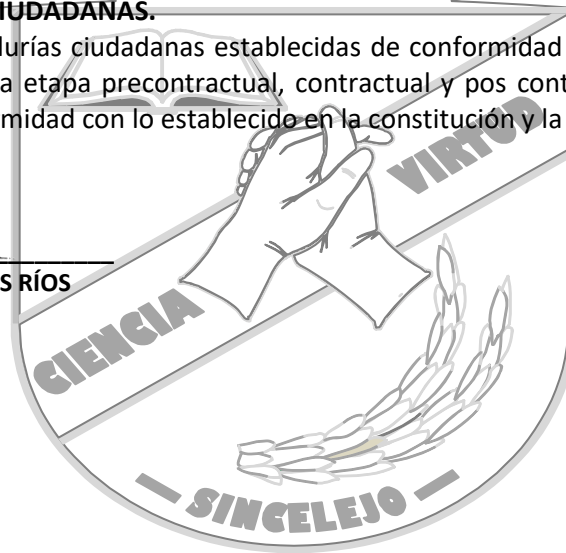 IUDADANAS.
lurías ciudadanas establecidas de conformidad
a etapa precontractual, contractual y pos cont
midad con lo establecido en la constitución y la
S RÍOS
VIRTUD
CIENCIA
— SINCELEJO —